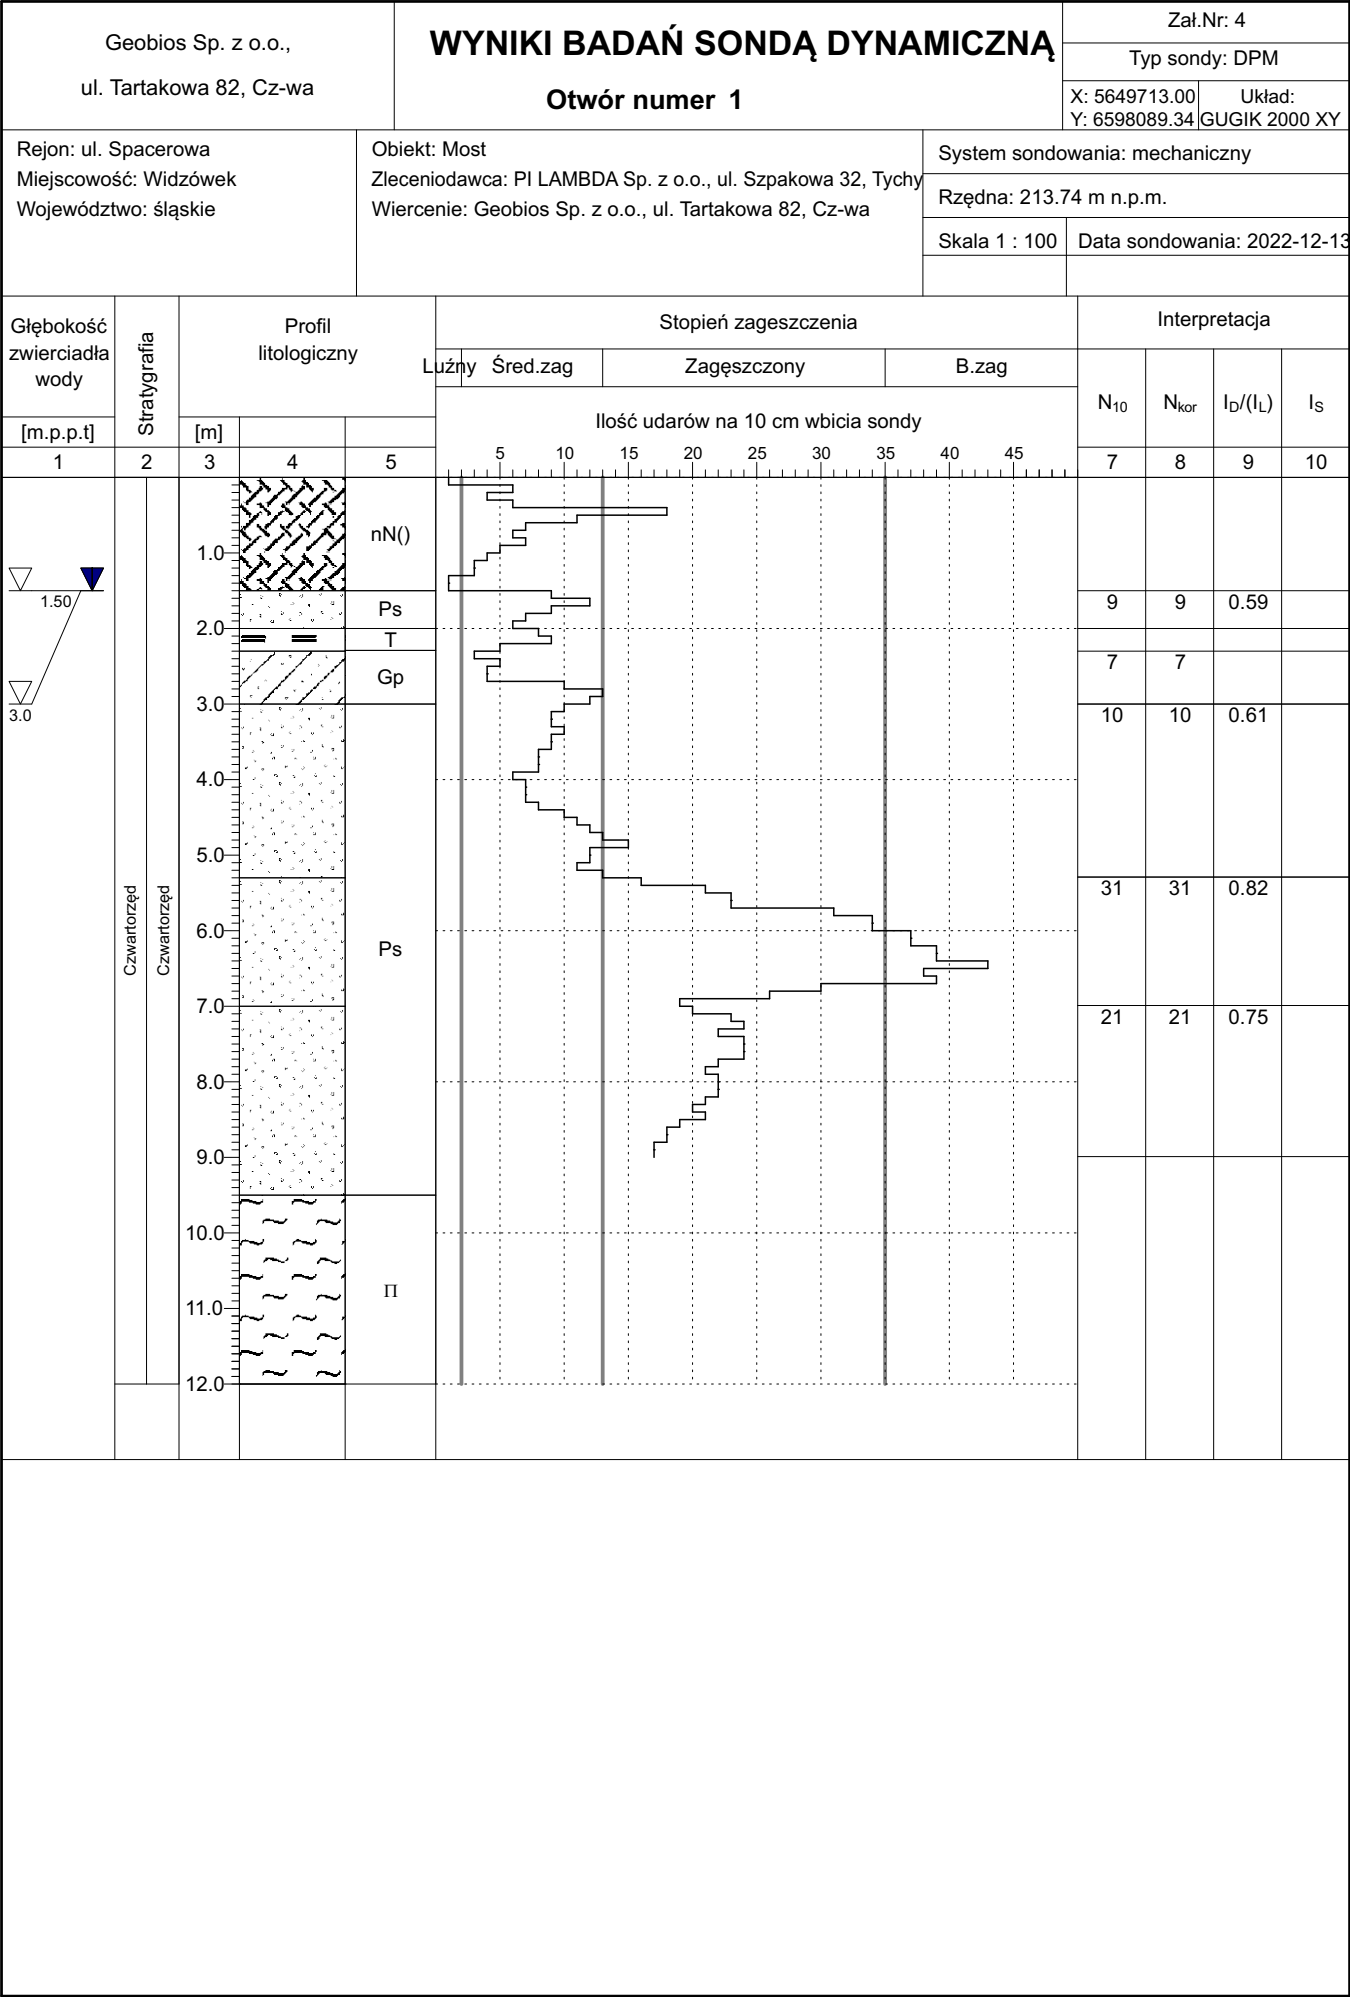 Geobios Sp. z o.o.,
ul. Tartakowa 82, Cz-wa
WYNIKI BADAŃ SONDĄ DYNAMICZNĄ
Otwór numer 1
Zał.Nr: 4
Typ sondy: DPM
X: 5649713.00 Układ:
Y: 6598089.34 GUGIK 2000 XY
Rejon: ul. Spacerowa
Miejscowość: Widzówek
Województwo: śląskie
Obiekt: Most
Zleceniodawca: PI LAMBDA Sp. z o.o., ul. Szpakowa 32, Tychy
Wiercenie: Geobios Sp. z o.o., ul. Tartakowa 82, Cz-wa
System sondowania: mechaniczny
Rzędna: 213.74 m n.p.m.
Skala 1 : 100 Data sondowania: 2022-12-13
Głębokość
zwierciadła
wody
[m.p.p.t]
Stratygrafia
Profil
litologiczny
[m]
Stopień zageszczenia
Luźny Śred.zag Zagęszczony B.zag
Ilość udarów na 10 cm wbicia sondy
5 10 15 20 25 30 35 40 45
Interpretacja
N10 Nkor ID/(IL) IS
1 2 3 4 5 7 8 9 10
nN()
1.0
1.50
Ps 9 9 0.59
2.0
T
Gp 7 7
3.0
3.0
10 10 0.61
4.0
5.0
31 31 0.82
6.0
Czwartorzęd
Czwartorzęd
Ps
7.0
21 21 0.75
8.0
9.0
10.0
Π
11.0
12.0